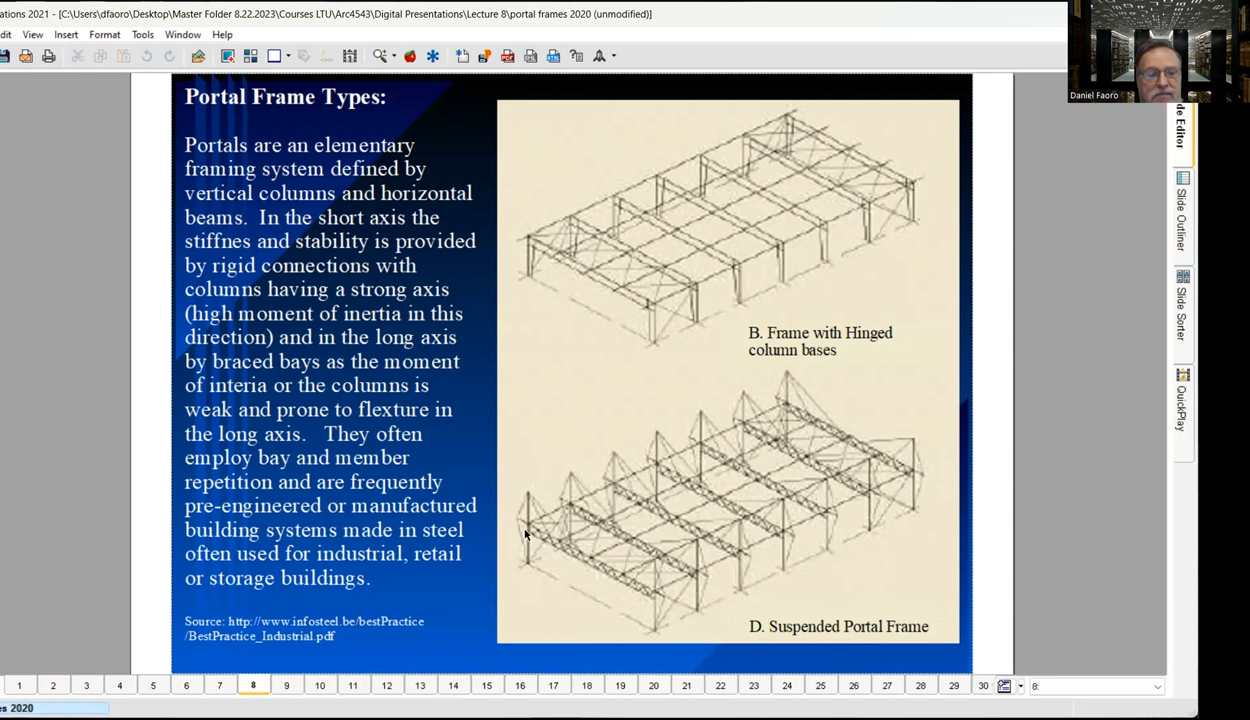 ations 2021 - [C:\Users\dfaoro\Desktop\Master Folder 8.22.2023\Courses LTU\Arc4543\Digital Presentations\Lecture 8\portal frames 2020 (unmodified)]
dit View Insert Format Tools Window Help
Daniel Faoro
Portal Frame Types:
Portals are an elementary
framing system defined by
vertical columns and horizontal
beams. In the short axis the
stiffnes and stability is provided
by rigid connections with
columns having a strong axis
(high moment of inertia in this
direction) and in the long axis
by braced bays as the moment
of interia or the columns is
weak and prone to flexture in
the long axis. They often
employ bay and member
repetition and are frequently
pre-engineered or manufactured
building systems made in steel
often used for industrial, retail
or storage buildings.
Source: http://www.infosteel.be/bestPractice
/BestPractice_Industrial.pdf
B. Frame with Hinged
column bases
D. Suspended Portal Frame
de Editor
Slide Outliner
Slide Sorter
QuickPlay
1 2 3 4 5 6 7 8 9 10 11 12 13 14 15 16 17 18 19 20 21 22 23 24 25 26 27 28 29 30 8:
es 2020